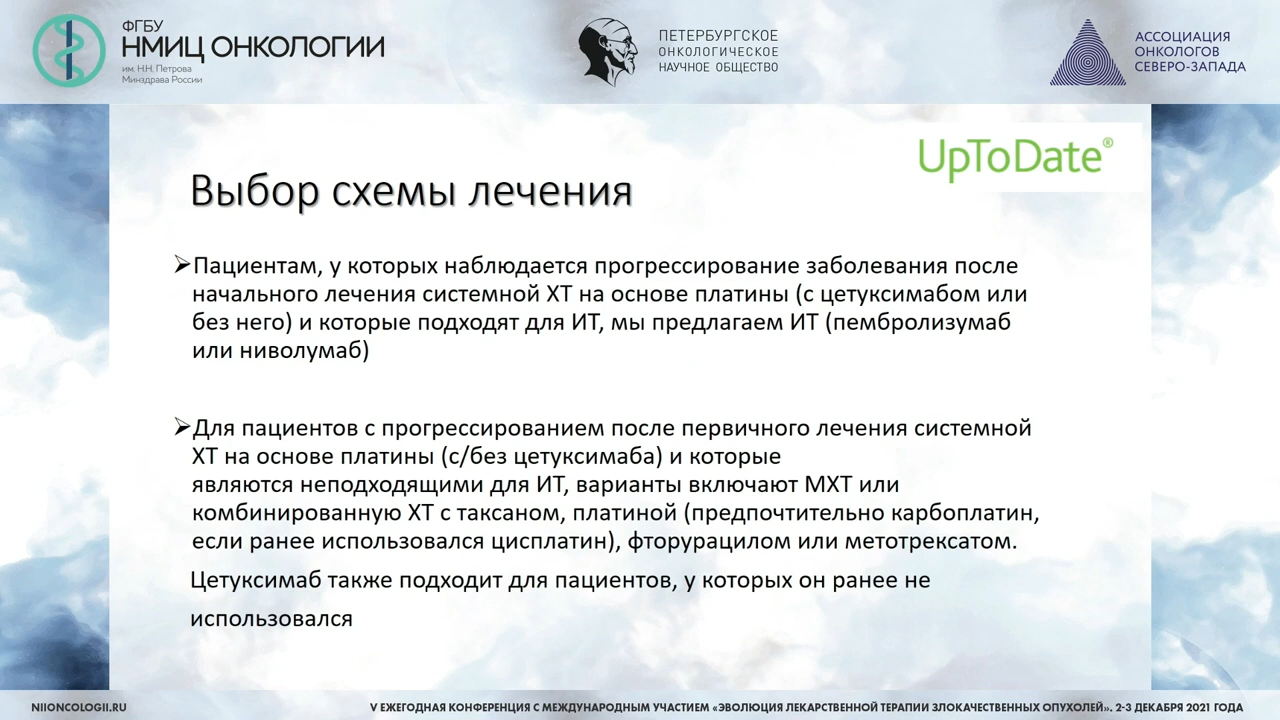 ФГБУ
НМИЦ ОНКОЛОГИИ
им. Н.Н. Петрова
Минздрава России
ПЕТЕРБУРГСКОЕ
ОНКОЛОГИЧЕСКОЕ
НАУЧНОЕ ОБЩЕСТВО
АССОЦИАЦИЯ
ОНКОЛОГОВ
СЕВЕРО-ЗАПАДА
UpToDate®
Выбор схемы лечения
Пациентам, у которых наблюдается прогрессирование заболевания после
начального лечения системной ХТ на основе платины (с цетуксимабом или
без него) и которые подходят для ИТ, мы предлагаем ИТ (пембролизумаб
или ниволумаб)
Для пациентов с прогрессированием после первичного лечения системной
ХТ на основе платины (с/без цетуксимаба) и которые
являются неподходящими для ИТ, варианты включают МХТ или
комбинированную ХТ с таксаном, платиной (предпочтительно карбоплатин,
если ранее использовался цисплатин), фторурацилом или метотрексатом.
Цетуксимаб также подходит для пациентов, у которых он ранее не
использовался
NIIONCOLOGII.RU
V ЕЖЕГОДНАЯ КОНФЕРЕНЦИЯ С МЕЖДУНАРОДНЫМ УЧАСТИЕМ «ЭВОЛЮЦИЯ ЛЕКАРСТВЕННОЙ ТЕРАПИИ ЗЛОКАЧЕСТВЕННЫХ ОПУХОЛЕЙ». 2-3 ДЕКАБРЯ 2021 ГОДА